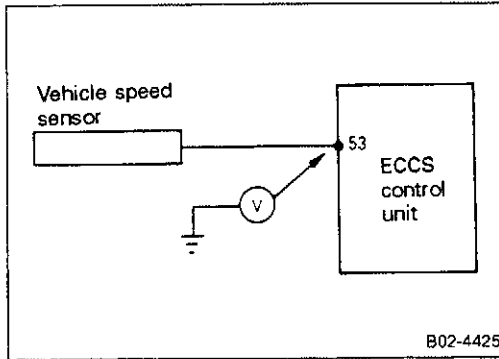 Vehicle speed
sensor
53
ECCS
control
unit
V
B02-4425